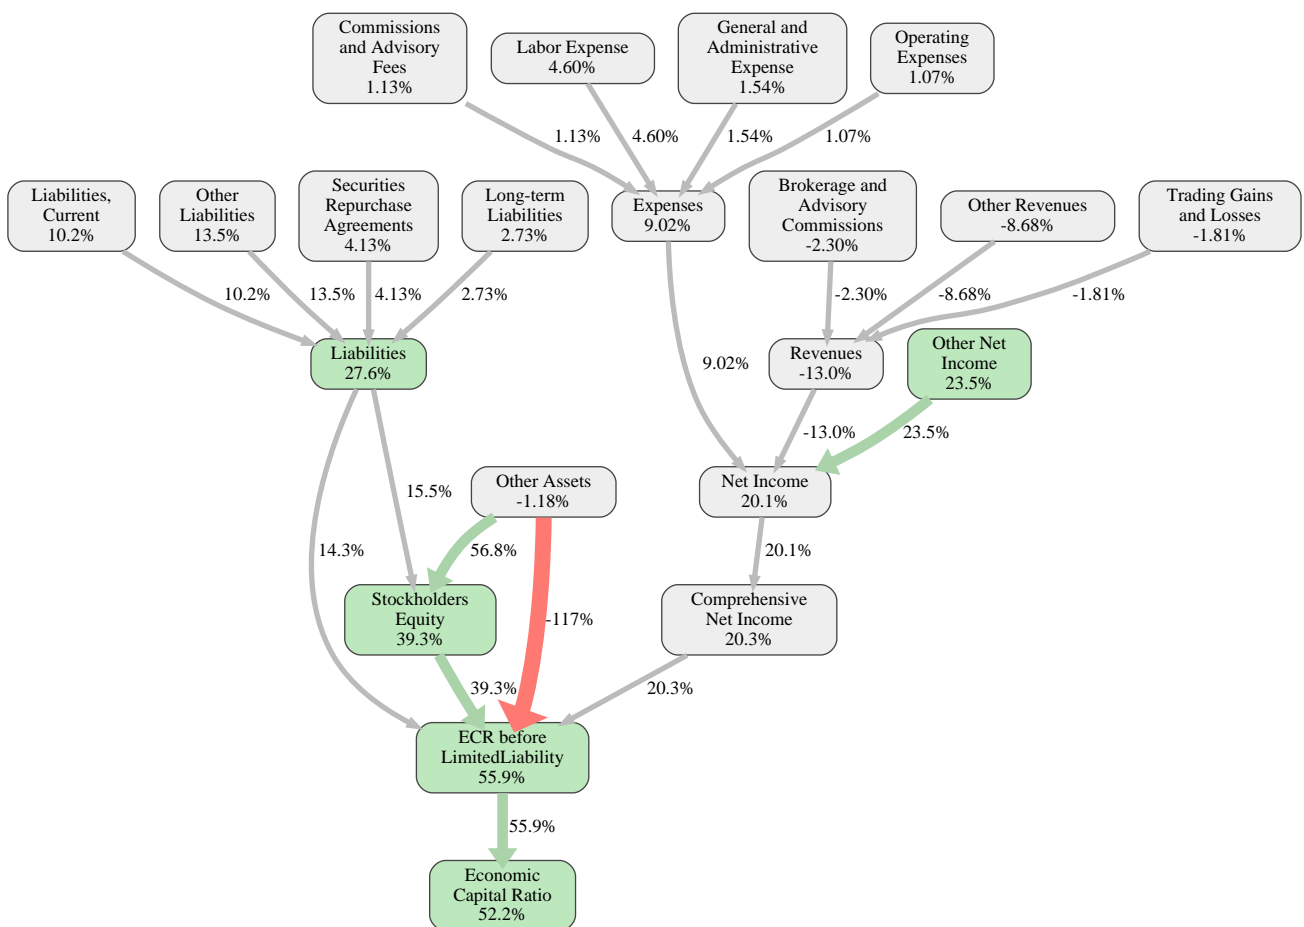 Commissions
and Advisory
Fees
1.13%
Labor Expense
4.60%
General and
Administrative
Expense
1.54%
Operating
Expenses
1.07%
1.13%
4.60%
1.54%
1.07%
Liabilities,
Current
10.2%
Other
Liabilities
13.5%
Securities
Repurchase
Agreements
4.13%
Long-term
Liabilities
2.73%
Expenses
9.02%
Brokerage and
Advisory
Commissions
-2.30%
Other Revenues
-8.68%
Trading Gains
and Losses
-1.81%
10.2%
13.5%
4.13%
2.73%
-2.30%
-8.68%
-1.81%
Liabilities
27.6%
9.02%
Revenues
-13.0%
Other Net
Income
23.5%
-13.0%
23.5%
15.5%
Other Assets
-1.18%
Net Income
20.1%
14.3%
56.8%
20.1%
-117%
Stockholders
Equity
39.3%
Comprehensive
Net Income
20.3%
39.3%
20.3%
ECR before
LimitedLiability
55.9%
55.9%
Economic
Capital Ratio
52.2%